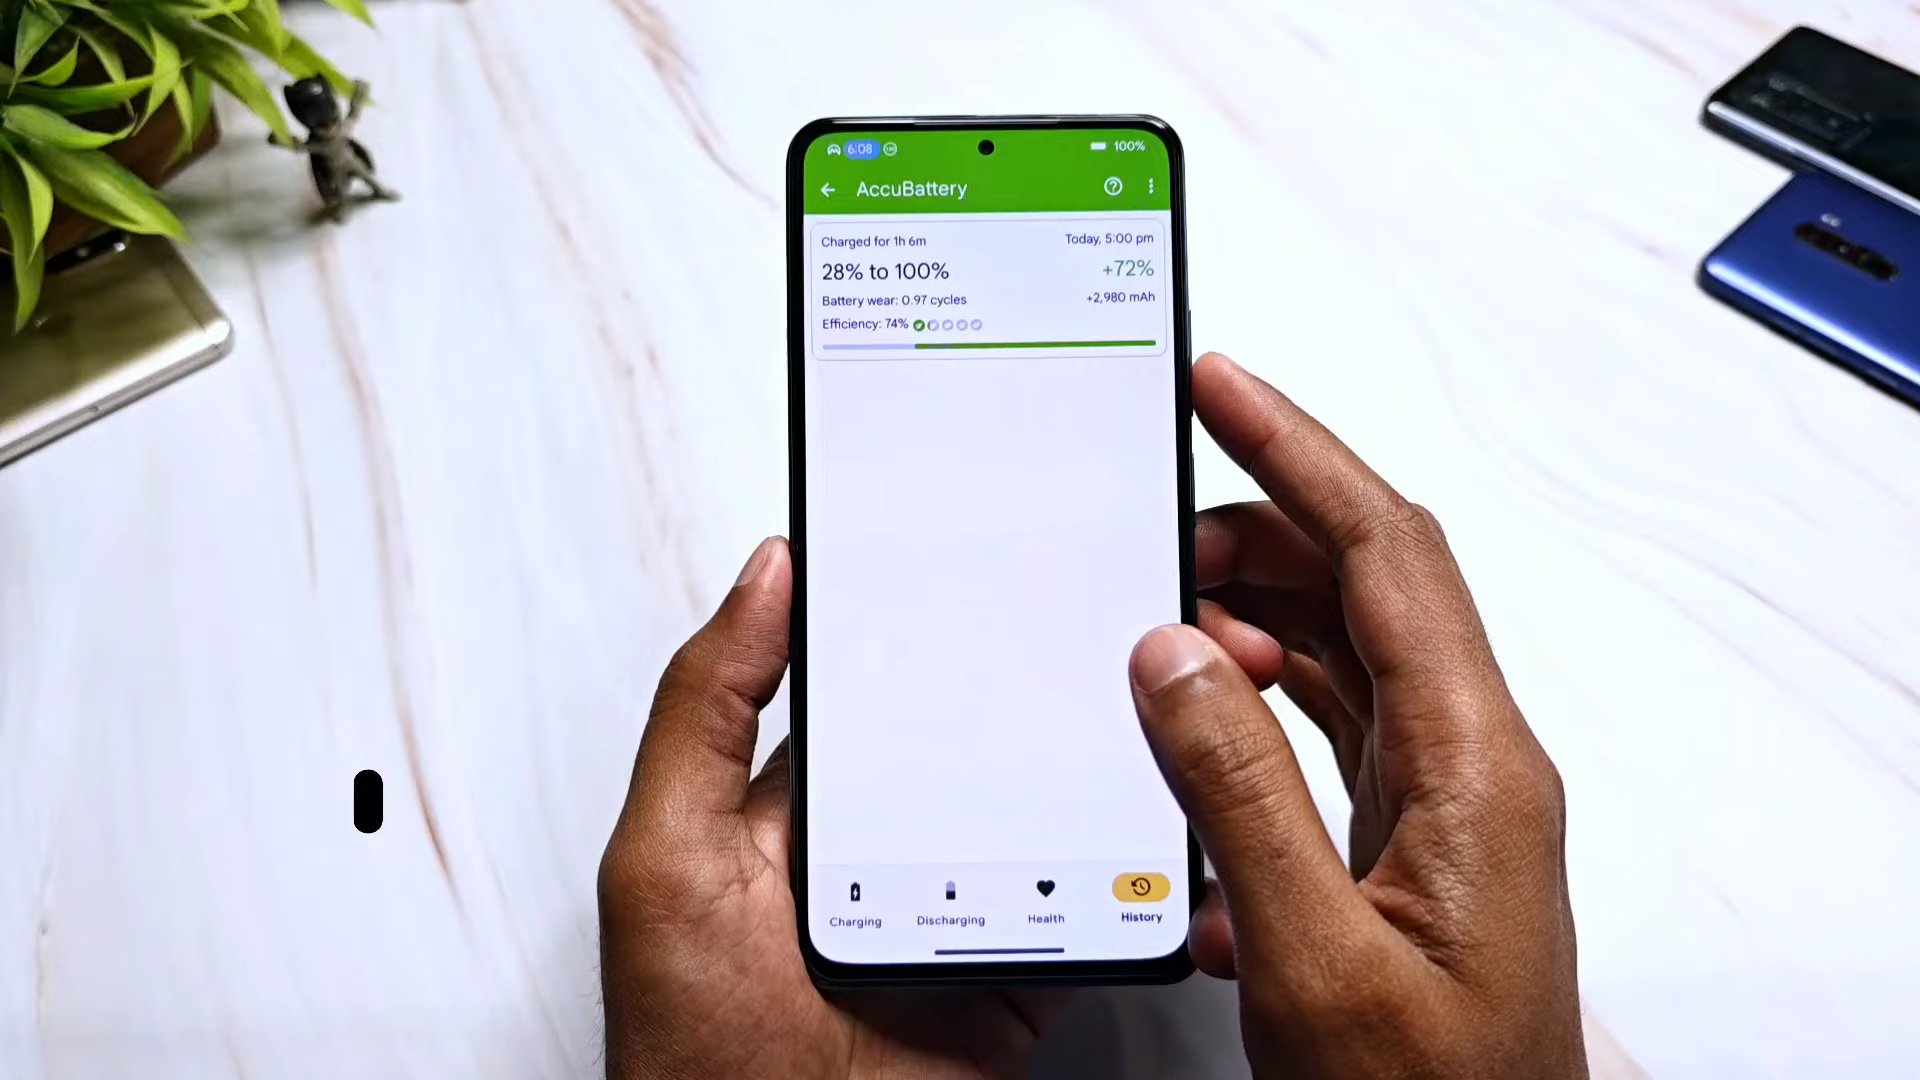 6:08 100%
AccuBattery
Charged for 1h 6m Today, 5:00 pm
28% to 100% +72%
Battery wear: 0.97 cycles +2,980 mAh
Efficiency: 74%
Charging Discharging Health History